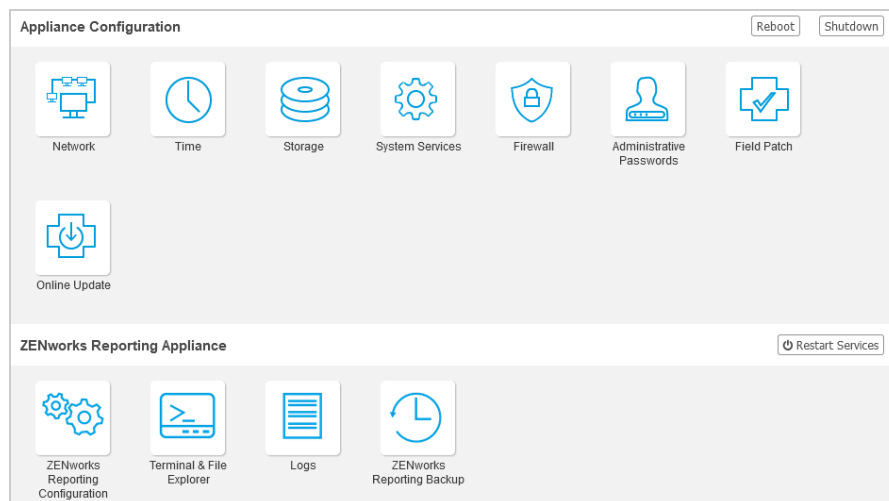 Appliance Configuration
Reboot
Shutdown
Network
Time
Storage
System Services
Firewall
Administrative
Passwords
Field Patch
Online Update
ZENworks Reporting Appliance
Restart Services
ZENworks
Reporting
Configuration
Terminal & File
Explorer
Logs
ZENworks
Reporting Backup